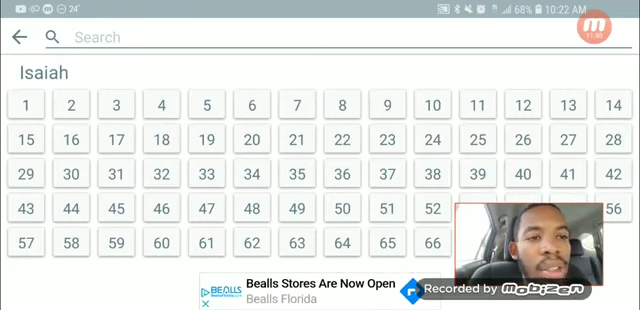 24° 68% 10:22 AM
Search
11:50
Isaiah
1 2 3 4 5 6 7 8 9 10 11 12 13 14
15 16 17 18 19 20 21 22 23 24 25 26 27 28
29 30 31 32 33 34 35 36 37 38 39 40 41 42
43 44 45 46 47 48 49 50 51 52 56
57 58 59 60 61 62 63 64 65 66
BEALLS
Bealls Stores Are Now Open
Bealls Florida
Recorded by MOBIZEN